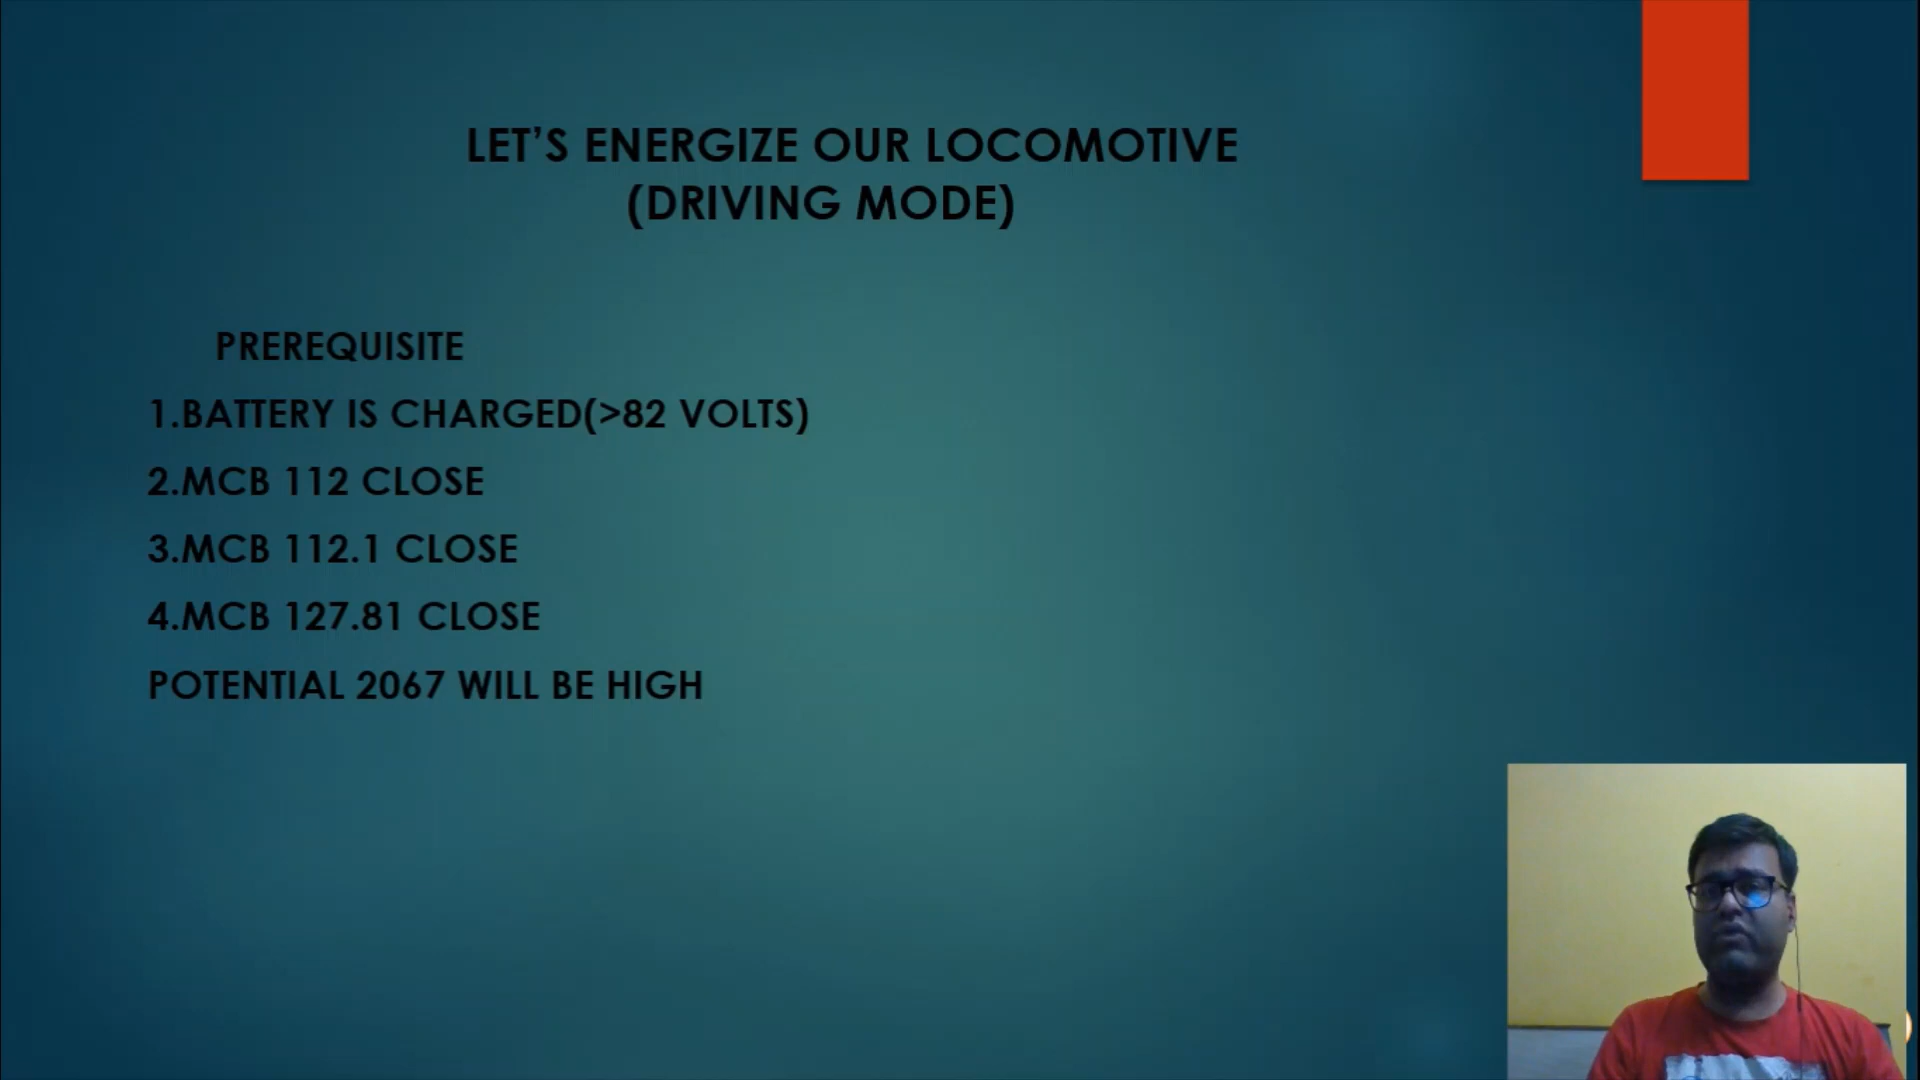 LET’S ENERGIZE OUR LOCOMOTIVE
(DRIVING MODE)
PREREQUISITE
1.BATTERY IS CHARGED(>82 VOLTS)
2.MCB 112 CLOSE
3.MCB 112.1 CLOSE
4.MCB 127.81 CLOSE
POTENTIAL 2067 WILL BE HIGH